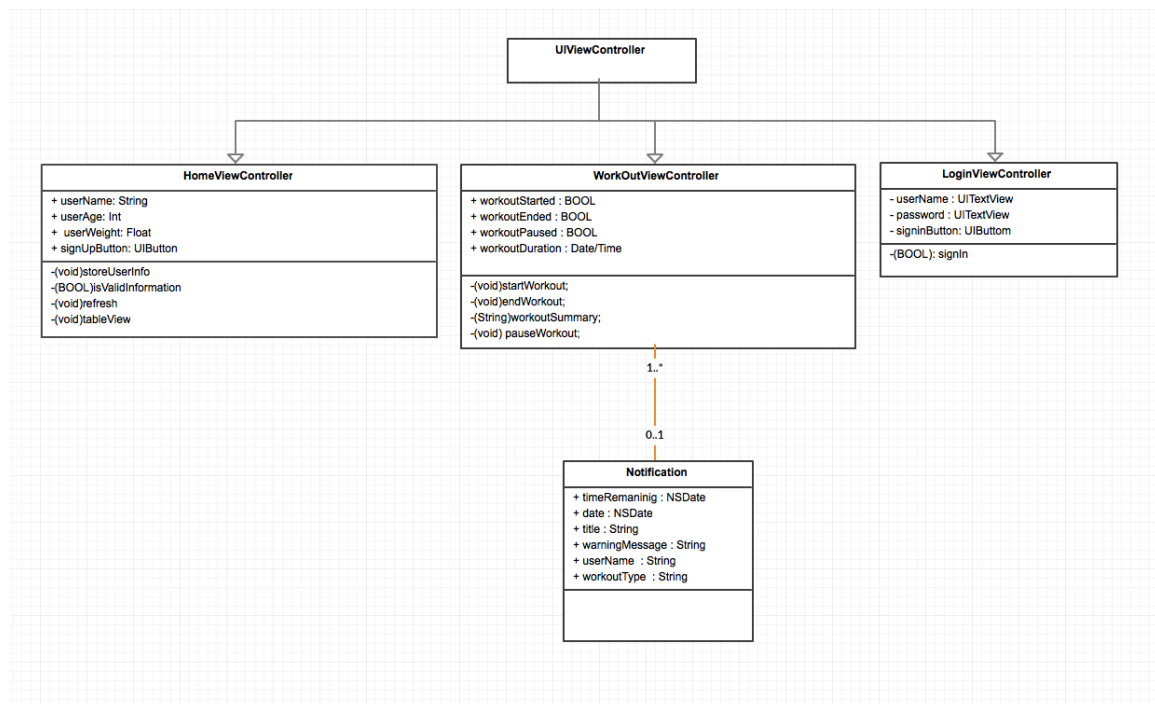 UIViewController
HomeViewController
+ userName: String
+ userAge: Int
+ userWeight: Float
+ signUpButton: UIButton
-(void)storeUserInfo
-(BOOL)isValidInformation
-(void)refresh
-(void)tableView
WorkOutViewController
+ workoutStarted : BOOL
+ workoutEnded : BOOL
+ workoutPaused : BOOL
+ workoutDuration : Date/Time
-(void)startWorkout;
-(void)endWorkout;
-(String)workoutSummary;
-(void) pauseWorkout;
LoginViewController
- userName : UITextView
- password : UITextView
- signinButton: UIButtom
-(BOOL): signIn
1..*
0..1
Notification
+ timeRemaninig : NSDate
+ date : NSDate
+ title : String
+ warningMessage : String
+ userName : String
+ workoutType : String